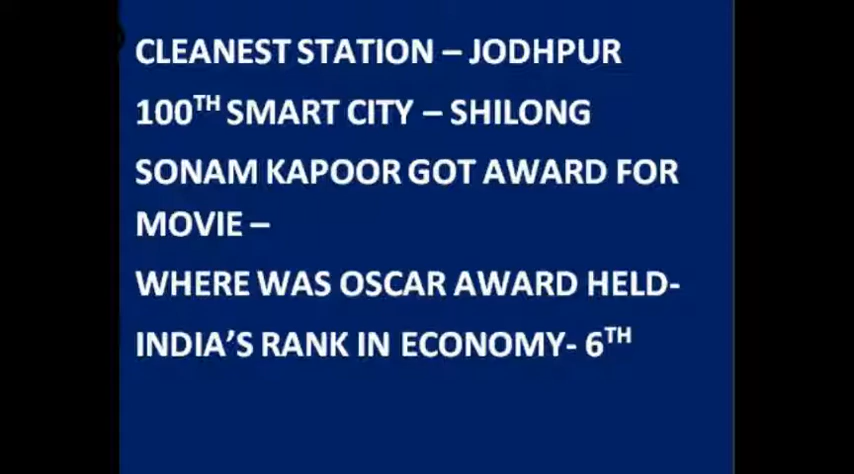 CLEANEST STATION – JODHPUR
100TH SMART CITY – SHILONG
SONAM KAPOOR GOT AWARD FOR
MOVIE –
WHERE WAS OSCAR AWARD HELD-
INDIA’S RANK IN ECONOMY- 6TH